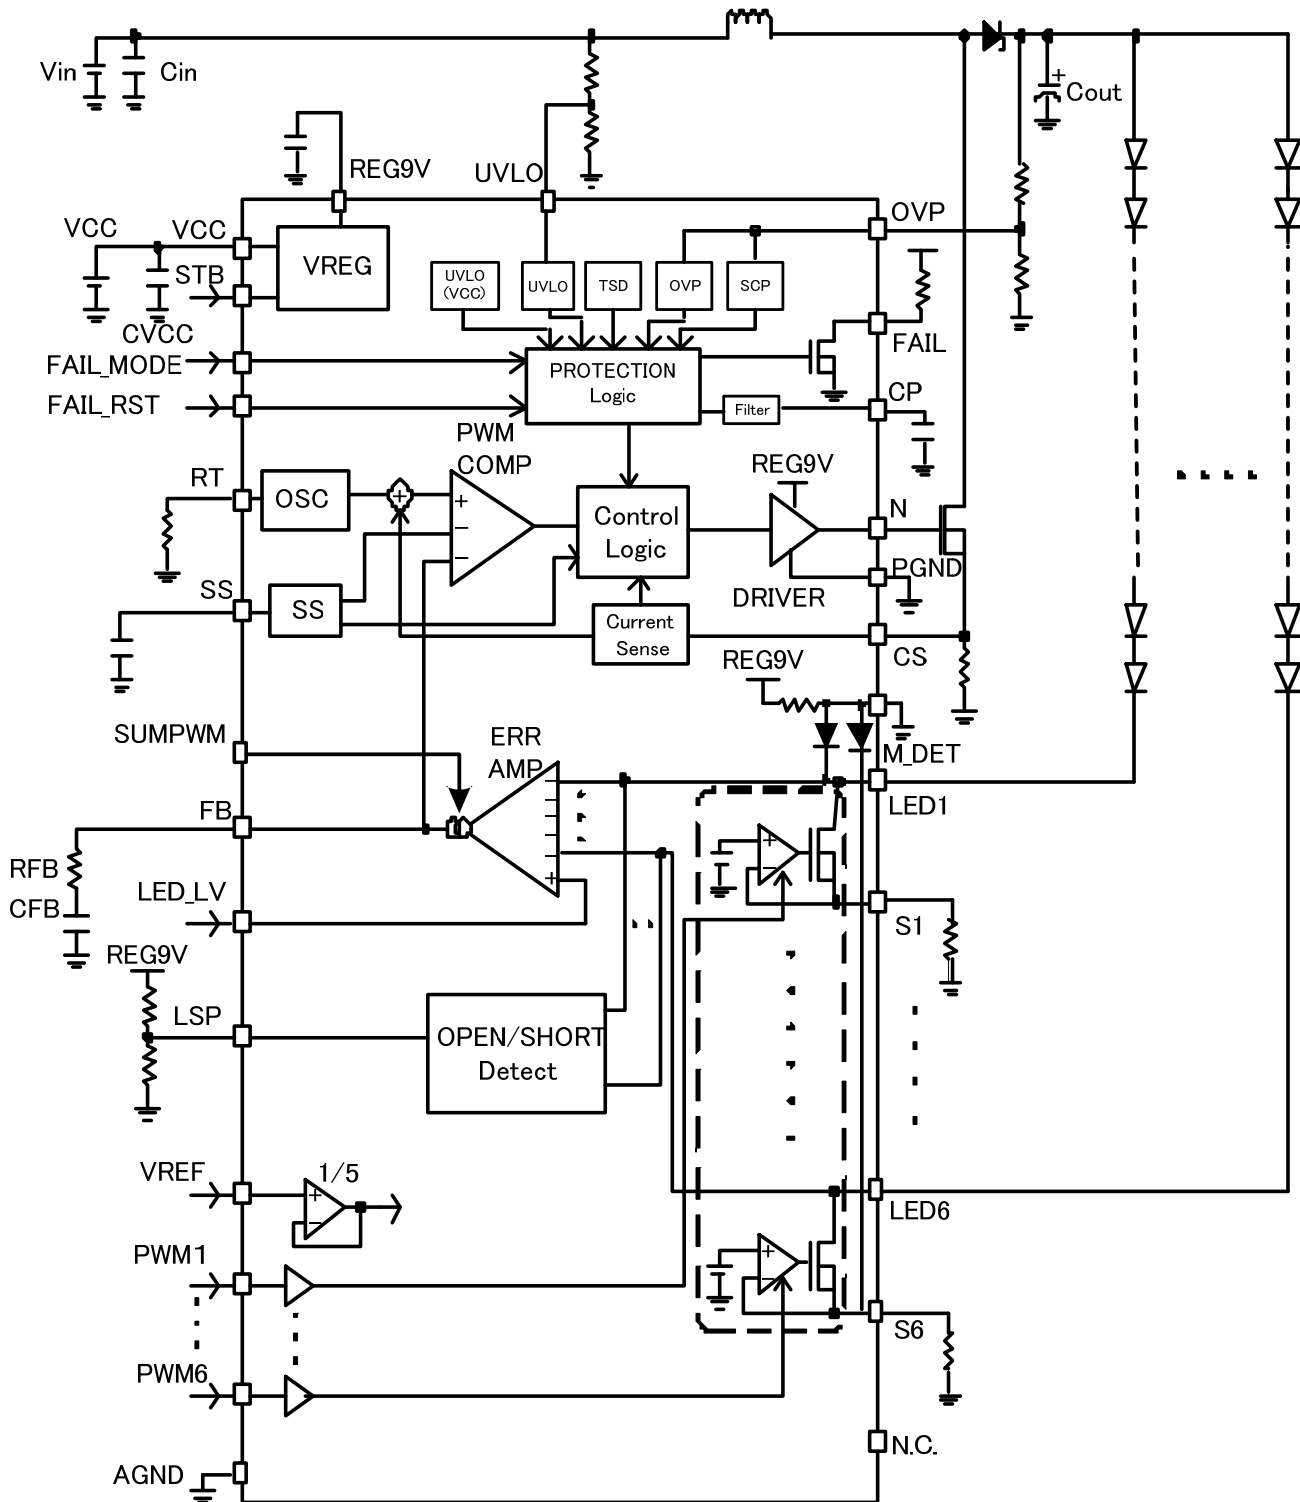 Vin
Cin
+
Cout
REG9V
UVLO
OVP
VCC
VCC
STB
CVCC
VREG
UVLO
(VCC)
UVLO
TSD
OVP
SCP
FAIL
FAIL_MODE
FAIL_RST
PROTECTION
Logic
Filter
CP
PWM
COMP
REG9V
RT
OSC
+
+
−
−
Control
Logic
N
PGND
DRIVER
SS
SS
Current
Sense
CS
REG9V
SUMPWM
ERR
AMP
M_DET
LED1
−
−
−
−
−
+
FB
RFB
CFB
LED_LV
+
−
S1
REG9V
LSP
OPEN/SHORT
Detect
VREF
1/5
+
−
LED6
PWM1
+
−
S6
PWM6
N.C.
AGND